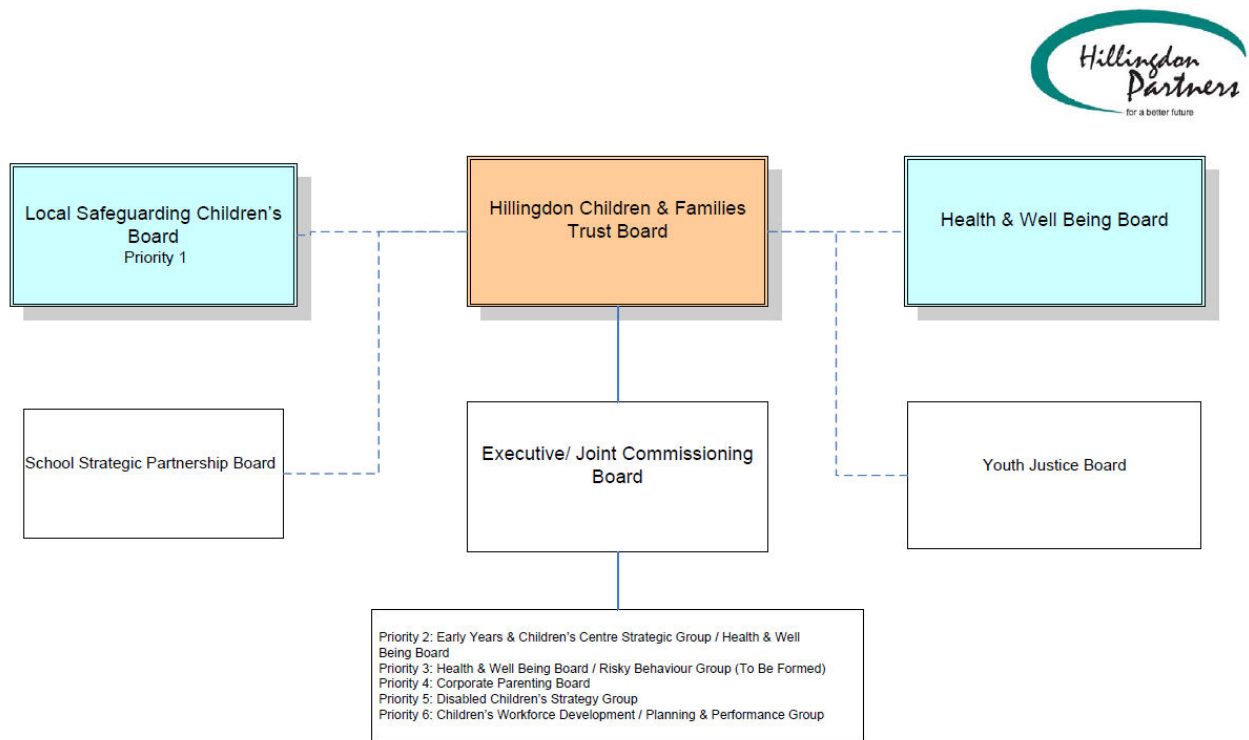 Hillingdon
Partners
for a better future
Local Safeguarding Children's
Board
Priority 1
Hillingdon Children & Families
Trust Board
Health & Well Being Board
School Strategic Partnership Board
Executive/ Joint Commissioning
Board
Youth Justice Board
Priority 2: Early Years & Children's Centre Strategic Group / Health & Well
Being Board
Priority 3: Health & Well Being Board / Risky Behaviour Group (To Be Formed)
Priority 4: Corporate Parenting Board
Priority 5: Disabled Children's Strategy Group
Priority 6: Children's Workforce Development / Planning & Performance Group